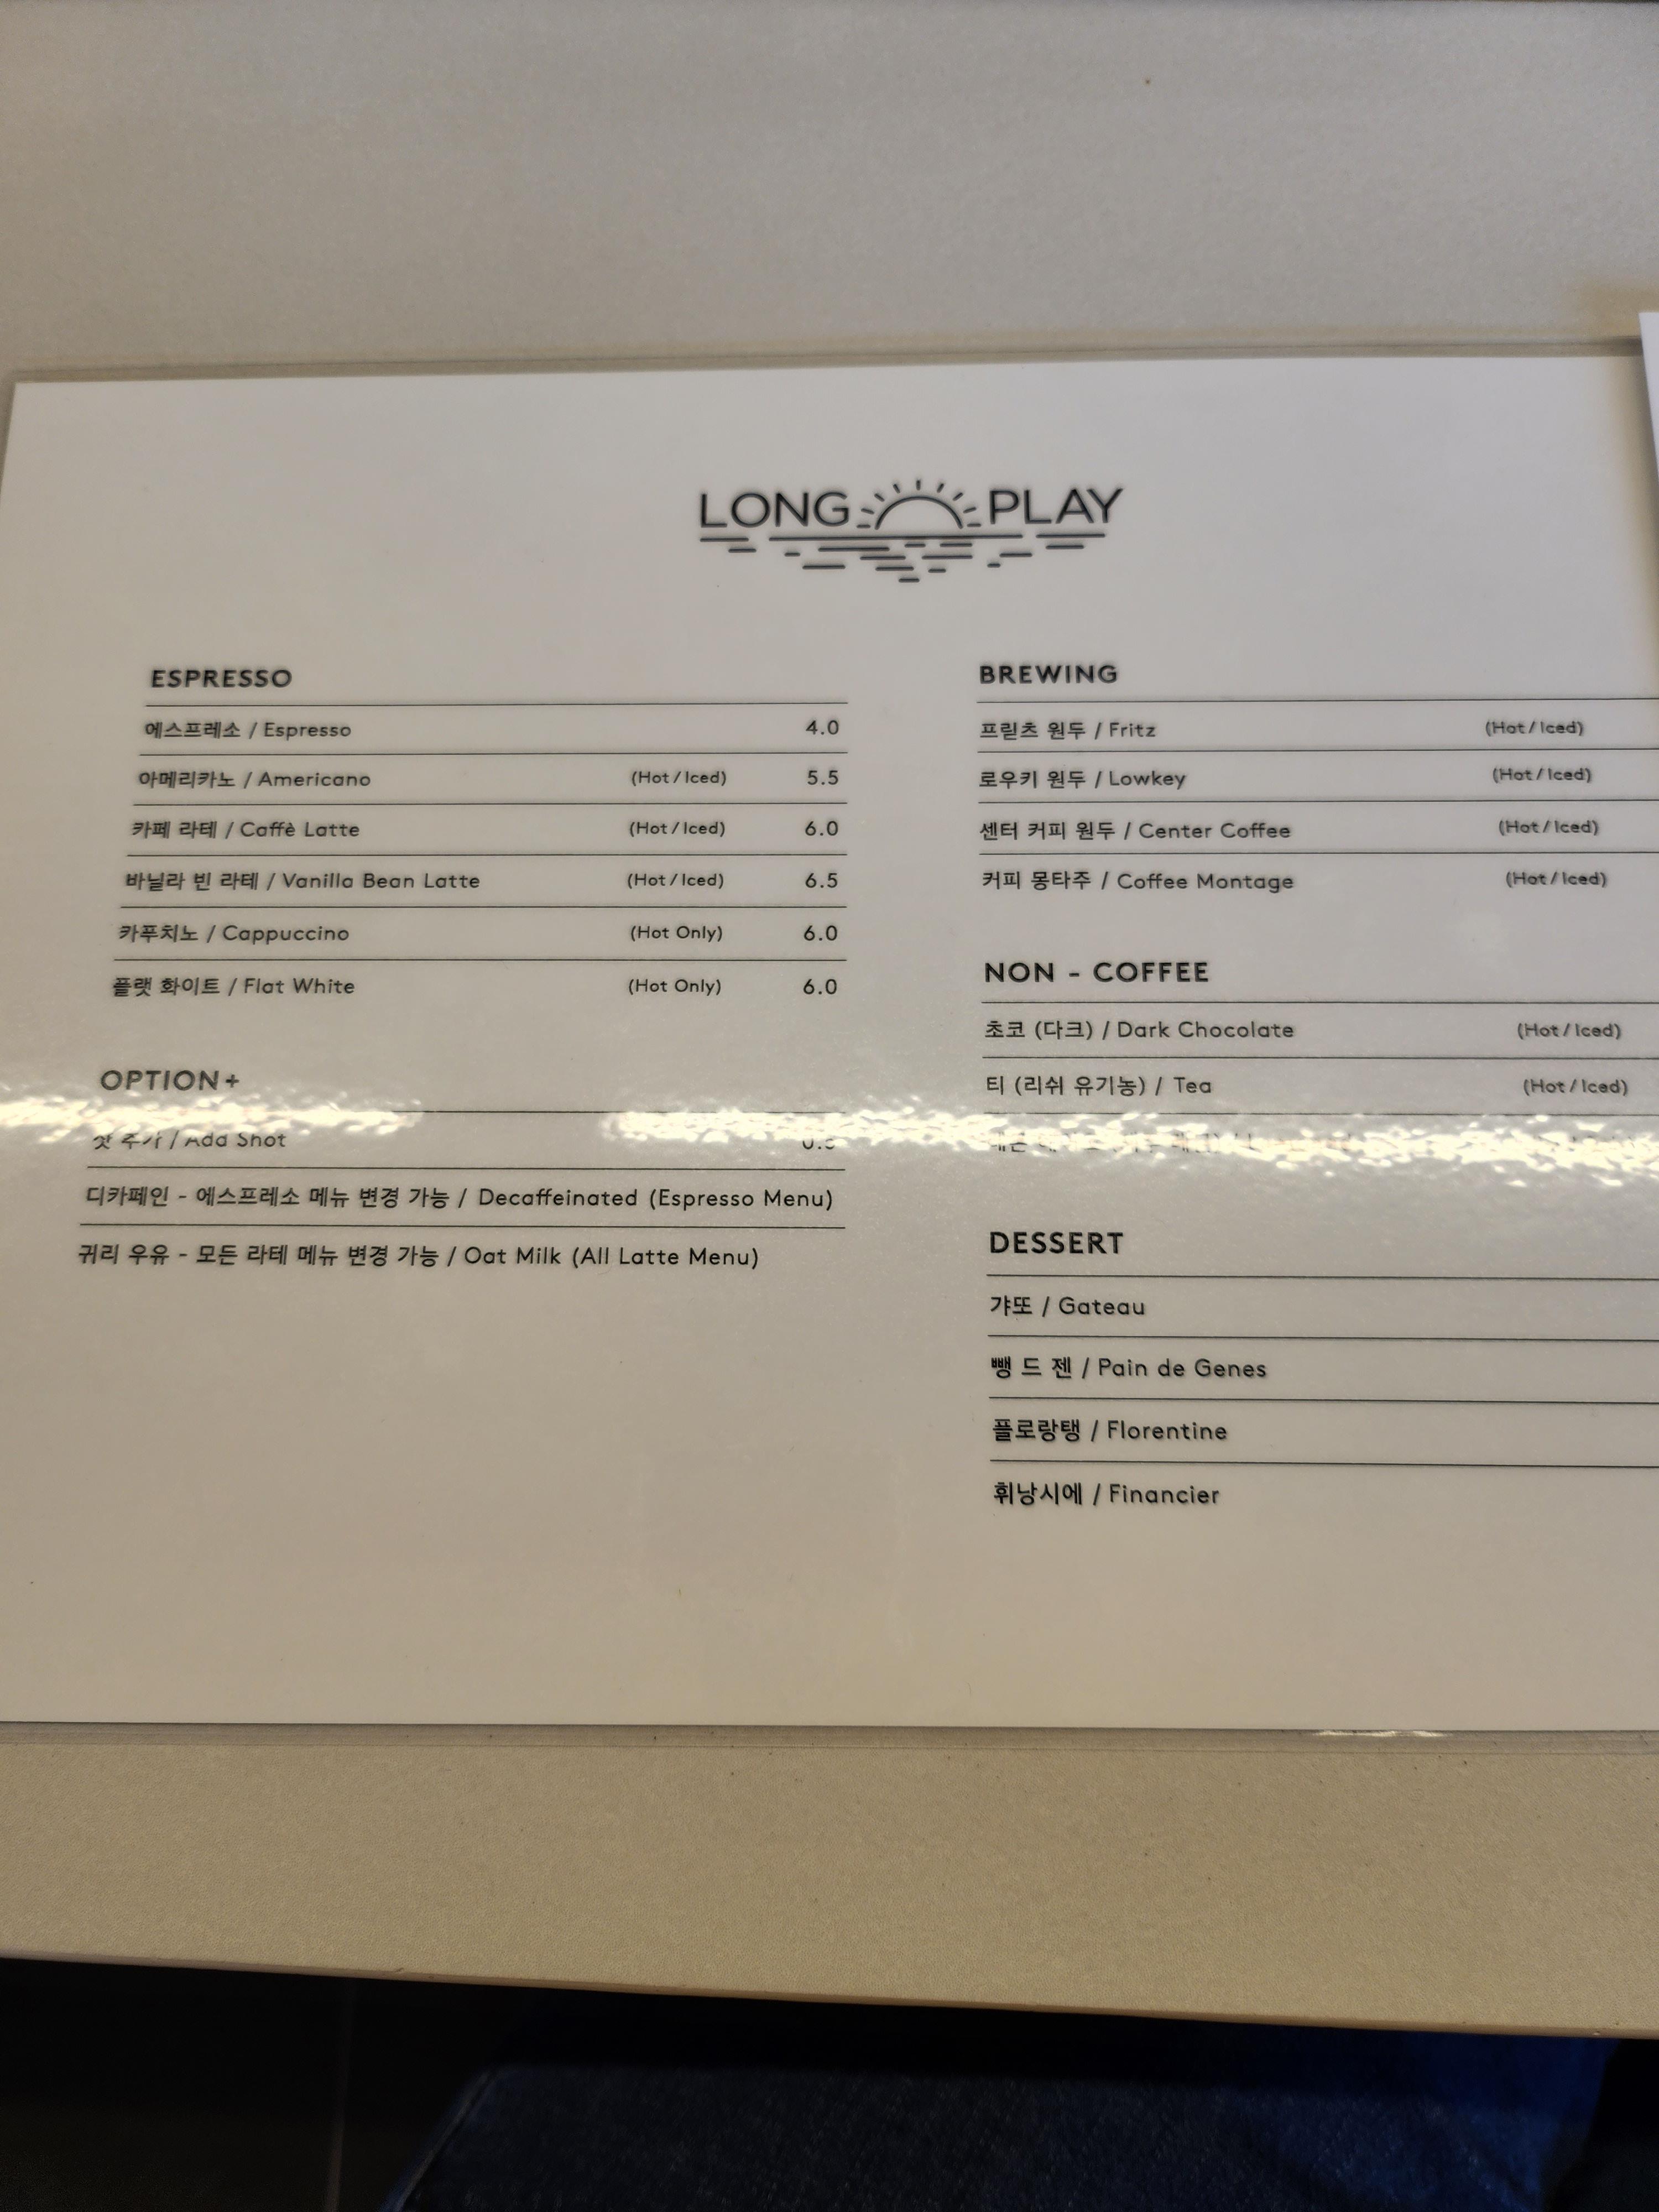 LONG PLAY
ESPRESSO
에스프레소 / Espresso 4.0
아메리카노 / Americano (Hot / Iced) 5.5
카페 라테 / Caffè Latte (Hot / Iced) 6.0
바닐라 빈 라테 / Vanilla Bean Latte (Hot / Iced) 6.5
카푸치노 / Cappuccino (Hot Only) 6.0
플랫 화이트 / Flat White (Hot Only) 6.0
OPTION+
샷 추가 / Add Shot
디카페인 - 에스프레소 메뉴 변경 가능 / Decaffeinated (Espresso Menu)
귀리 우유 - 모든 라테 메뉴 변경 가능 / Oat Milk (All Latte Menu)
BREWING
프릳츠 원두 / Fritz (Hot / Iced)
로우키 원두 / Lowkey (Hot / Iced)
센터 커피 원두 / Center Coffee (Hot / Iced)
커피 몽타주 / Coffee Montage (Hot / Iced)
NON - COFFEE
초코 (다크) / Dark Chocolate (Hot / Iced)
티 (리쉬 유기농) / Tea (Hot / Iced)
DESSERT
갸또 / Gateau
뺑 드 젠 / Pain de Genes
플로랑탱 / Florentine
휘낭시에 / Financier